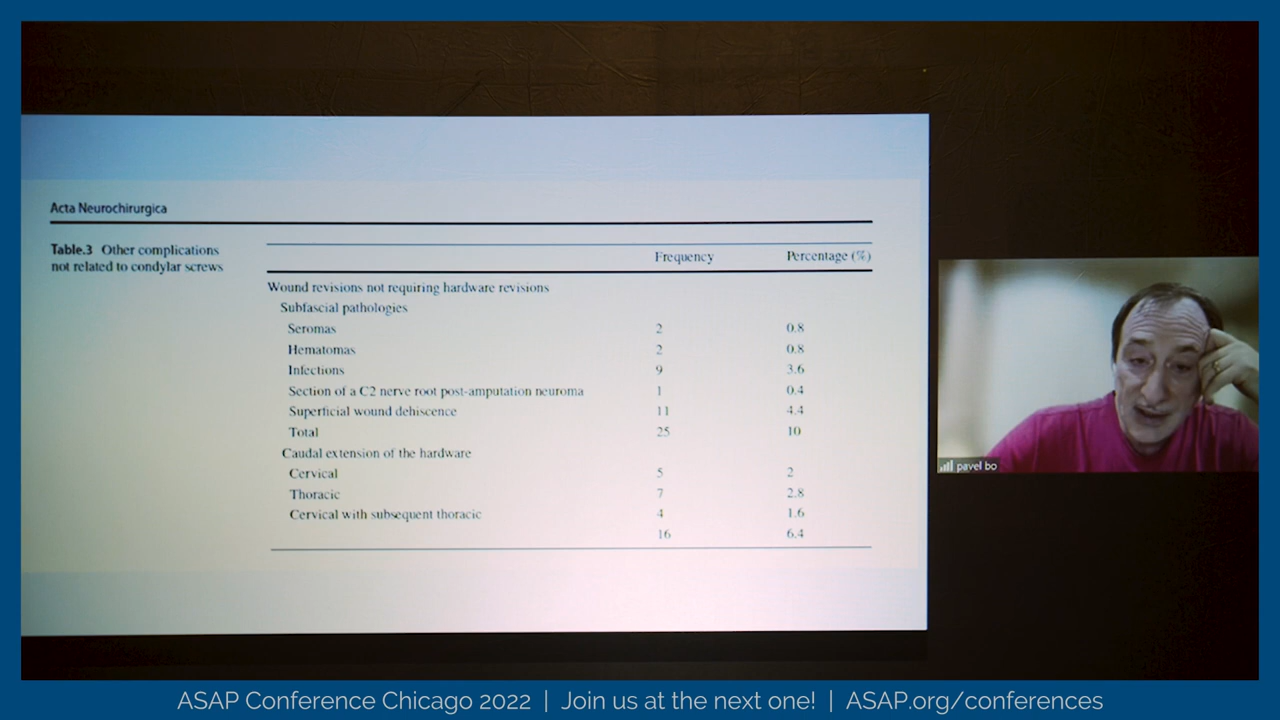 Acta Neurochirurgica
Table.3 Other complications
not related to condylar screws
Frequency Percentage (%)
Wound revisions not requiring hardware revisions
Subfascial pathologies
Seromas 2 0.8
Hematomas 2 0.8
Infections 9 3.6
Section of a C2 nerve root post-amputation neuroma 1 0.4
Superficial wound dehiscence 11 4.4
Total 25 10
Caudal extension of the hardware
Cervical 5 2
Thoracic 7 2.8
Cervical with subsequent thoracic 4 1.6
16 6.4
pavel bo
ASAP Conference Chicago 2022 | Join us at the next one! | ASAP.org/conferences